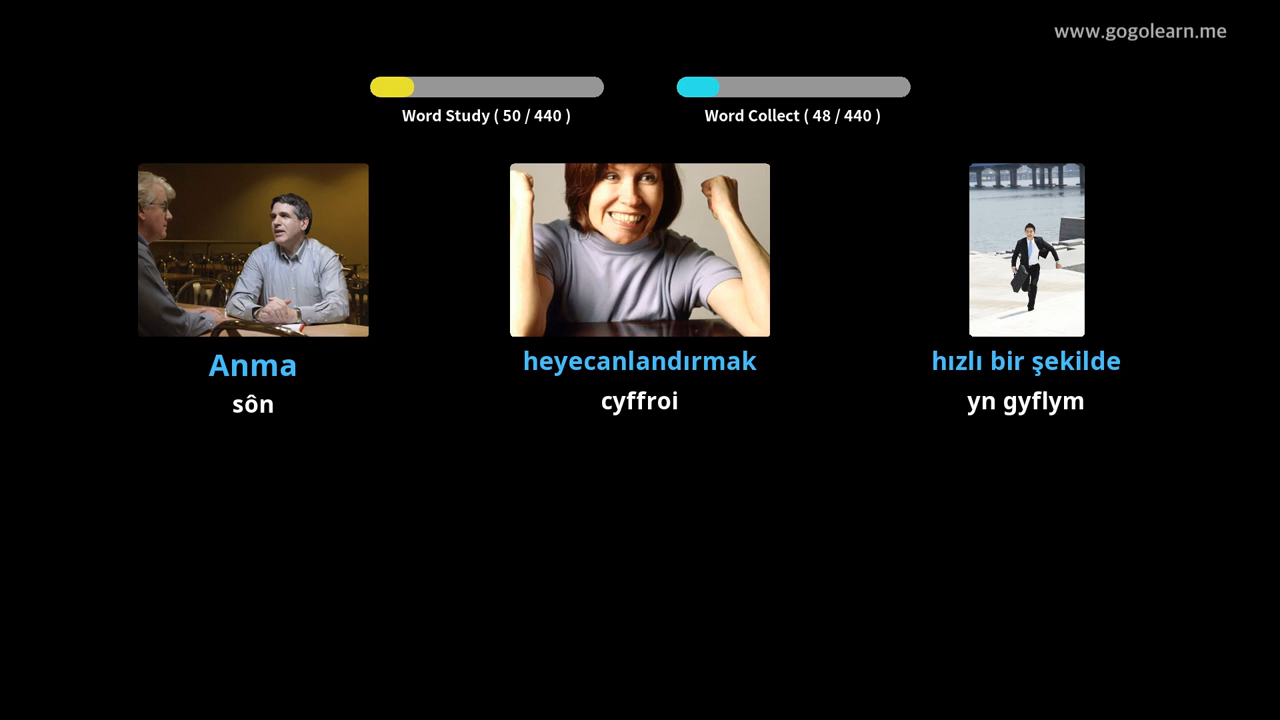 www.gogolearn.me
Word Study ( 50 / 440 )
Word Collect ( 48 / 440 )
Anma
sôn
heyecanlandırmak
cyffroi
hızlı bir şekilde
yn gyflym